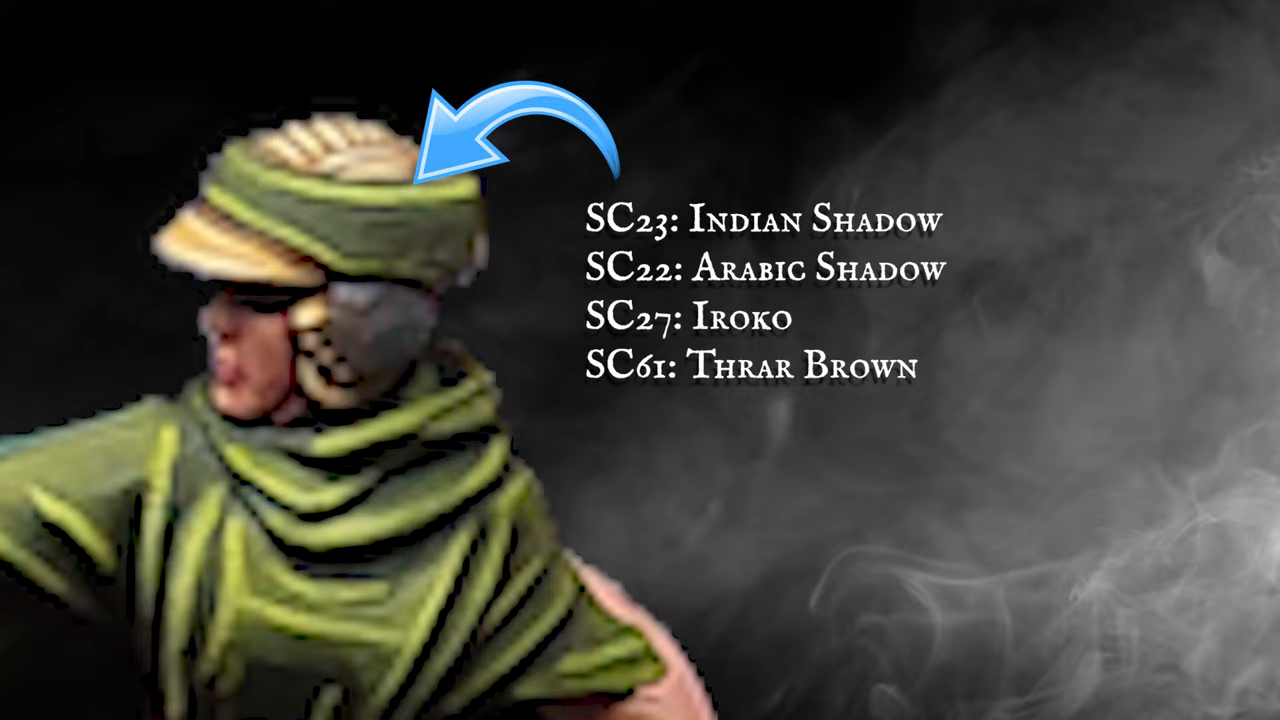 SC23: Indian Shadow
SC22: Arabic Shadow
SC27: Iroko
SC61: Thrar Brown